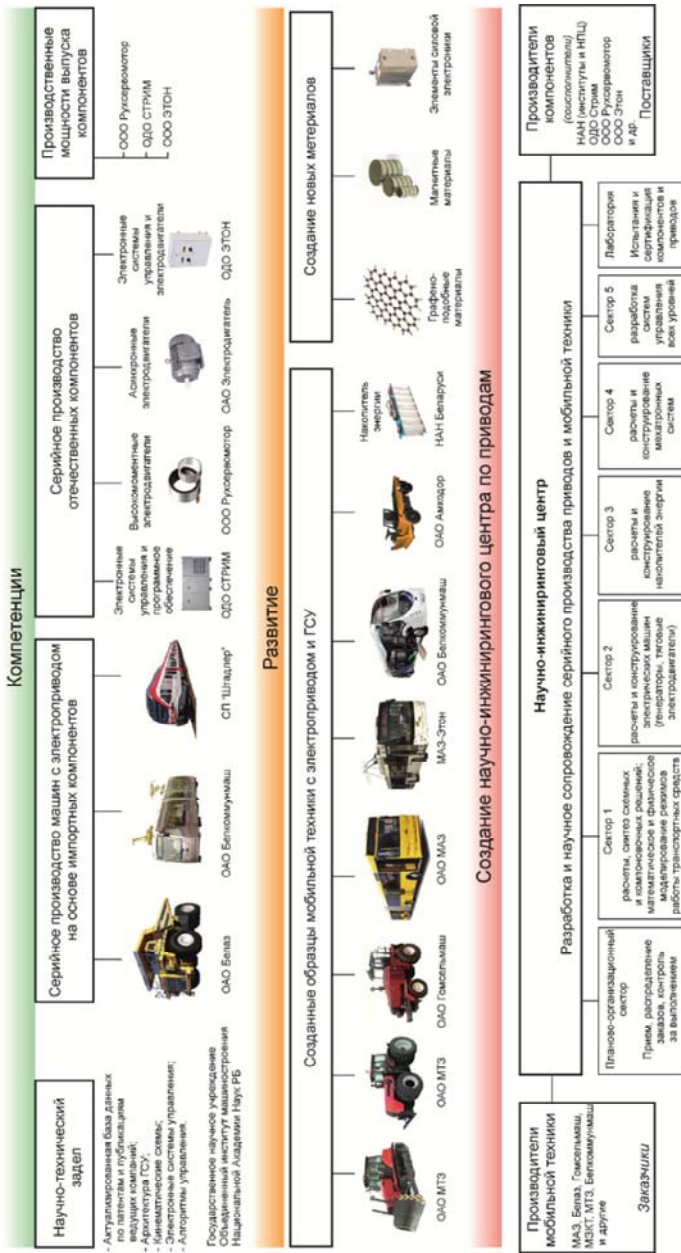 Компетенции
Научно-технический
задел
- Актуализированная база данных
по патентам и публикациям
ведущих компаний;
- Архитектура ГСУ;
- Кинематические схемы;
- Электронные системы управления;
- Алгоритмы управления.
Государственное научное учреждение
Объединенный институт машиностроения
Национальной Академии Наук РБ
Серийное производство машин с электроприводом
на основе импортных компонентов
ОАО Белаз
ОАО Белкоммунмаш
СП "Штадлер"
Серийное производство
отечественных компонентов
Электронные
системы
управления и
программное
обеспечение
ОДО СТРИМ
Высокомоментные
электродвигатели
ООО Рухсервомотор
Асинхронные
электродвигатели
ОАО Электродвигатель
Электронные
системы
управления и
электродвигатели
ОДО ЭТОН
Производственные
мощности выпуска
компонентов
ООО Рухсервомотор
ОДО СТРИМ
ООО ЭТОН
Развитие
Созданные образцы мобильной техники с электроприводом и ГСУ
ОАО МТЗ
ОАО МТЗ
ОАО Гомсельмаш
ОАО МАЗ
МАЗ-Этон
ОАО Белкоммунмаш
ОАО Амкодор
Накопитель
энергии
НАН Беларуси
Создание новых метериалов
Графено-
подобные
материалы
Магнитные
материалы
Элементы силовой
электроники
Создание научно-инжинирингового центра по приводам
Производители
мобильной техники
МАЗ, Белаз, Гомсельмаш,
МЗКТ, МТЗ, Белкоммунмаш
и другие
Заказчики
Научно-инжиниринговый центр
Разработка и научное сопровождение серийного производства приводов и мобильной техники
Планово-организационный
сектор
Прием, распределение
заказов, контроль
за выполнением
Сектор 1
расчеты, синтез схемных
и компоновочных решений;
математическое и физическое
моделирование режимов
работы транспортных средств
Сектор 2
расчеты и конструирование
электрических машин
(генераторы, тяговые
электродвигатели)
Сектор 3
расчеты и
конструирование
накопителей энергии
Сектор 4
расчеты и
конструирование
мехатронных
систем
Сектор 5
разработка
систем
управления
всех уровней
Лаборатория
Испытания и
сертификация
компонентов и
приводов
Производители
компонентов
(соисполнители)
НАН (институты и НПЦ)
ОДО Стрим
ООО Рухсервомотор
ООО Этон
и др.
Поставщики